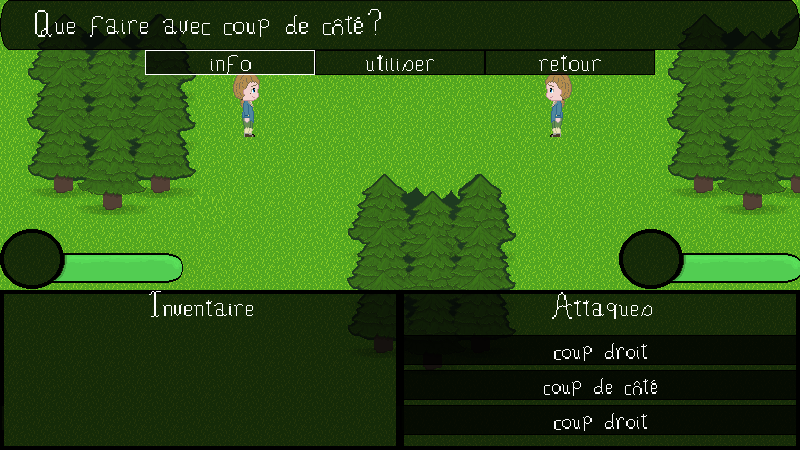 Que faire avec coup de côté?
info utiliser retour
Inventaire
Attaques
coup droit
coup de côté
coup droit